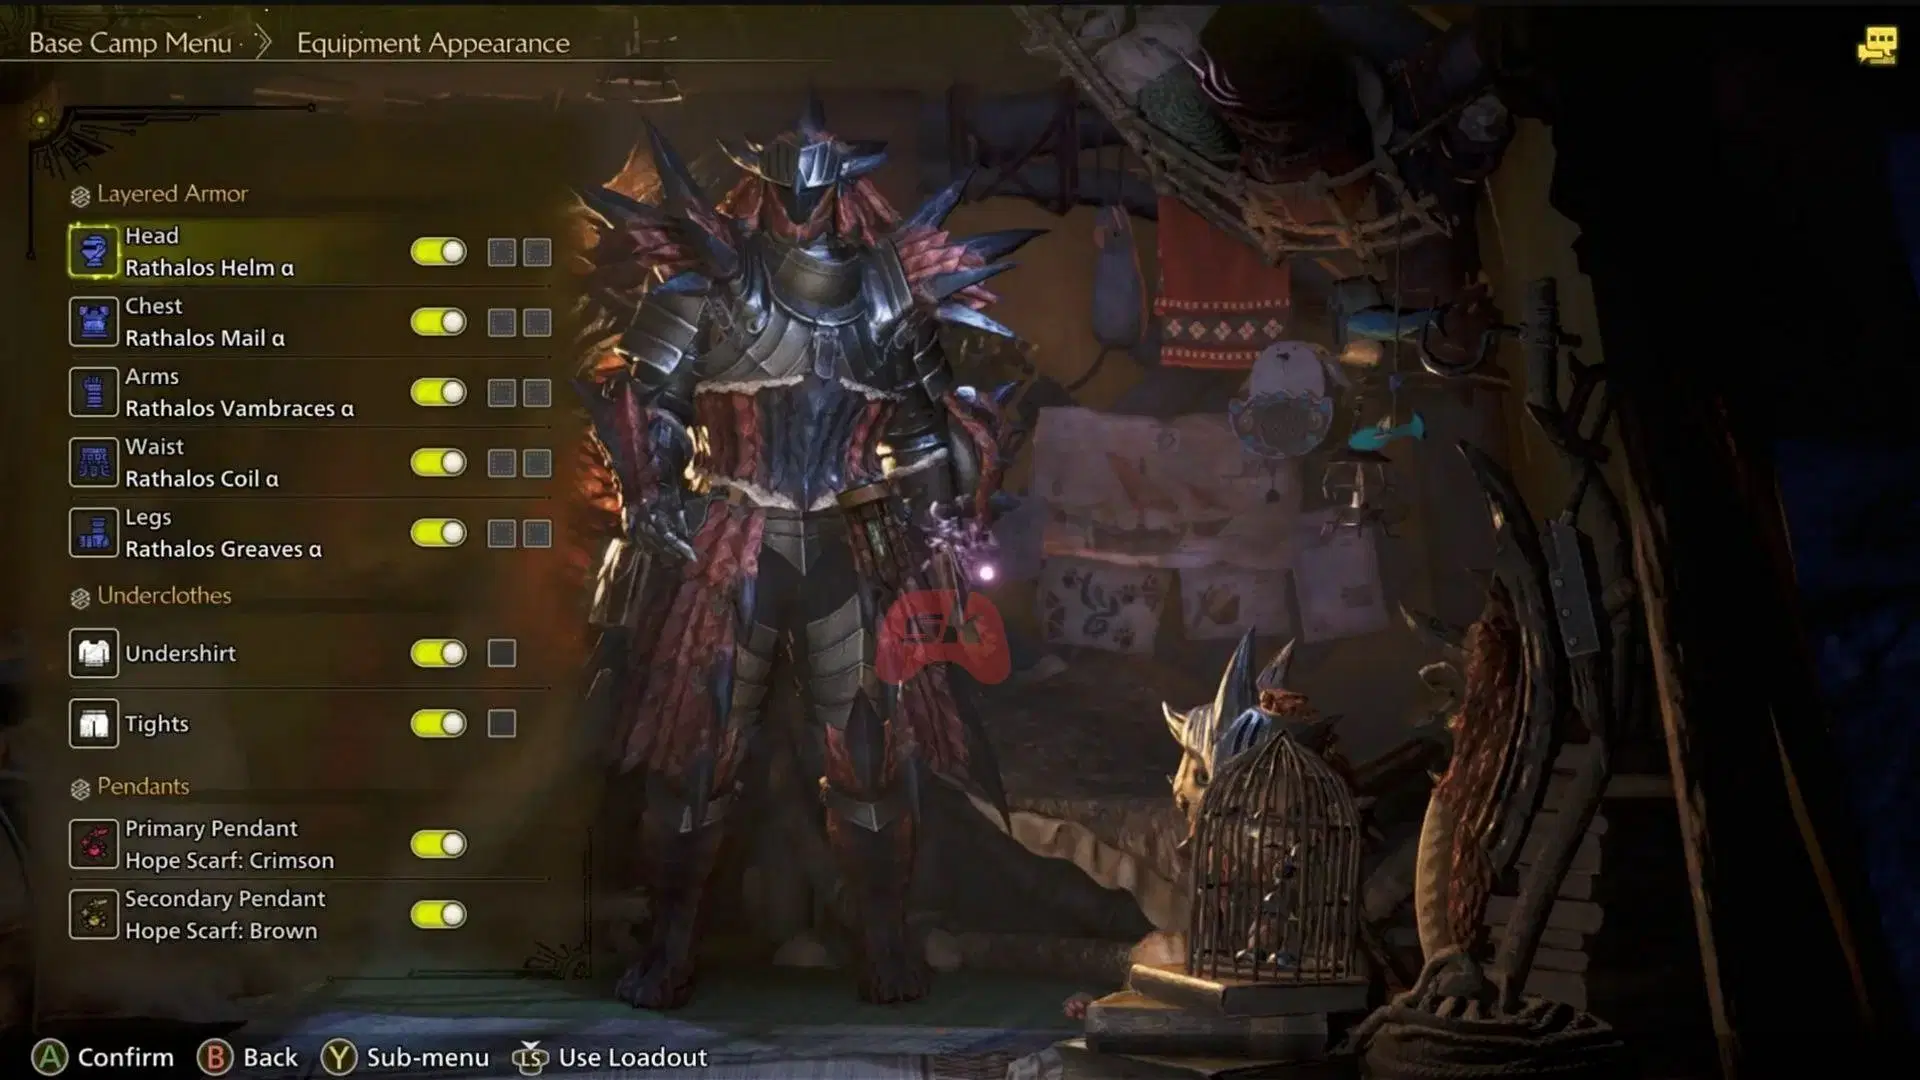 Base Camp Menu
Equipment Appearance
Layered Armor
Head
Rathalos Helm α
Chest
Rathalos Mail α
Arms
Rathalos Vambraces α
Waist
Rathalos Coil α
Legs
Rathalos Greaves α
Underclothes
Undershirt
Tights
Pendants
Primary Pendant
Hope Scarf: Crimson
Secondary Pendant
Hope Scarf: Brown
GK
A Confirm B Back Y Sub-menu LS Use Loadout